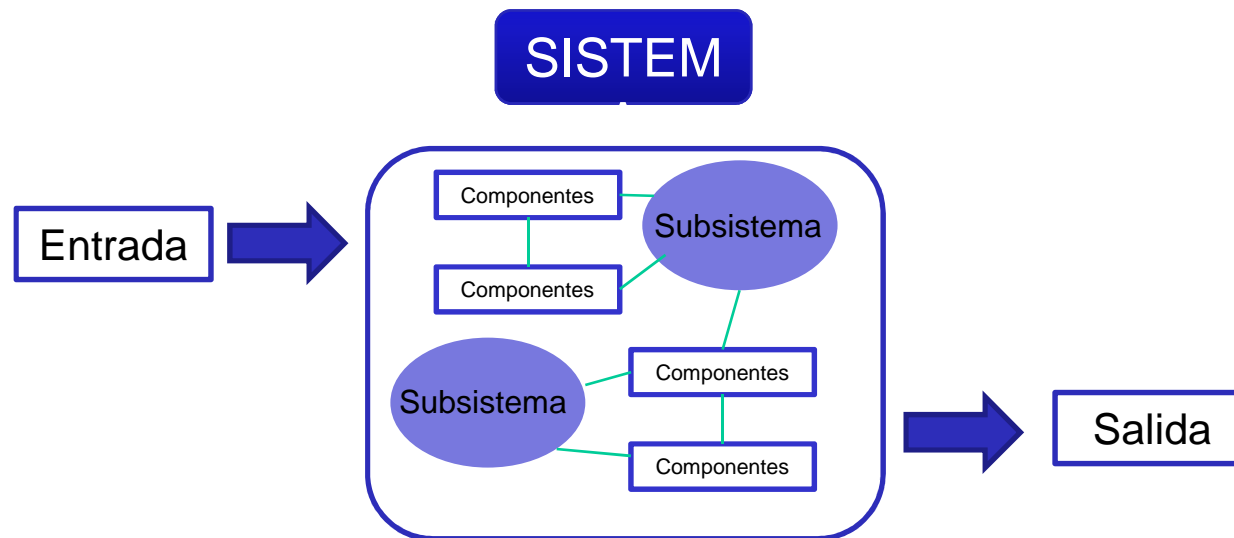 SISTEM
Entrada
Componentes
Subsistema
Componentes
Componentes
Subsistema
Componentes
Salida